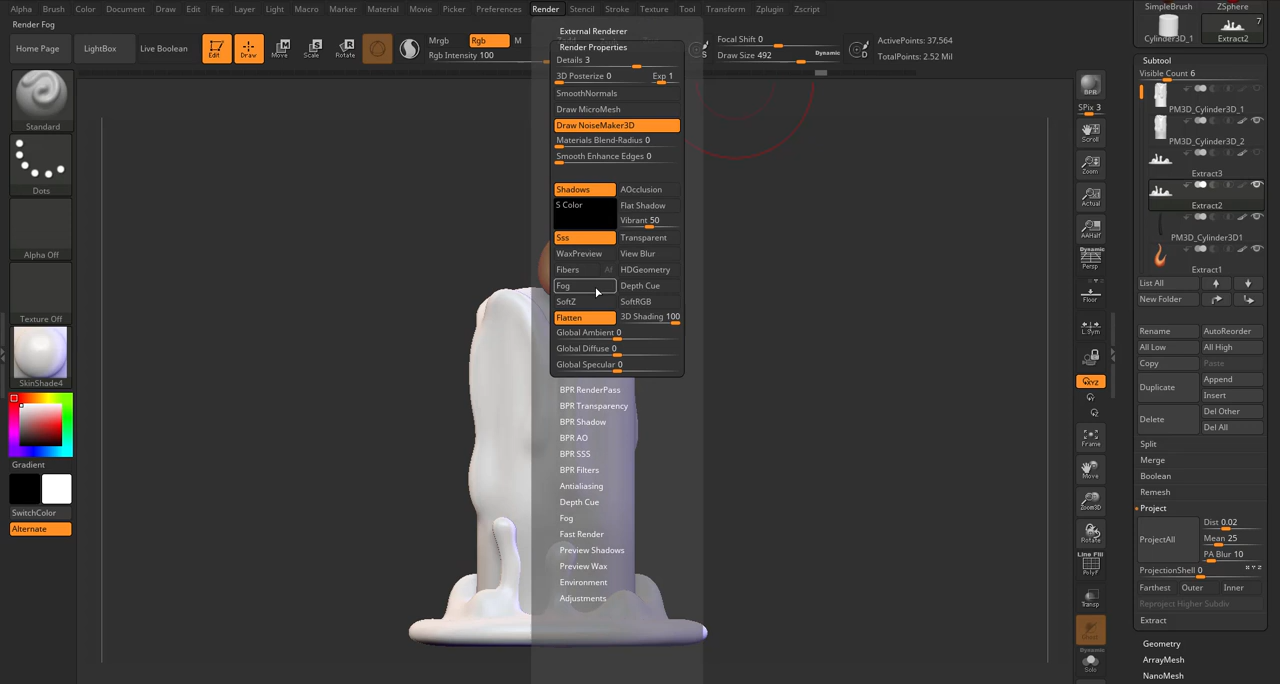 Alpha Brush Color Document Draw Edit File Layer Light Macro Marker Material Movie Picker Preferences Render Stencil Stroke Texture Tool Transform Zplugin Zscript
Render Fog
Home Page
LightBox
Live Boolean
Edit
Draw
Move
Scale
Rotate
Mrgb
Rgb
M
Rgb Intensity 100
Focal Shift 0
Draw Size 492
Dynamic
S
D
ActivePoints: 37,564
TotalPoints: 2.52 Mil
Standard
Dots
Alpha Off
Texture Off
SkinShade4
Gradient
SwitchColor
Alternate
External Renderer
Render Properties
Details 3
3D Posterize 0
Exp 1
SmoothNormals
Draw MicroMesh
Draw NoiseMaker3D
Materials Blend-Radius 0
Smooth Enhance Edges 0
Shadows
AOcclusion
S Color
Flat Shadow
Vibrant 50
Sss
Transparent
WaxPreview
View Blur
Fibers
Af
HDGeometry
Fog
Depth Cue
SoftZ
SoftRGB
Flatten
3D Shading 100
Global Ambient 0
Global Diffuse 0
Global Specular 0
BPR RenderPass
BPR Transparency
BPR Shadow
BPR AO
BPR SSS
BPR Filters
Antialiasing
Depth Cue
Fog
Fast Render
Preview Shadows
Preview Wax
Environment
Adjustments
BPR
SPix 3
Scroll
Zoom
Actual
AAHalf
Dynamic
Persp
Floor
L.Sym
XYZ
Frame
Move
Zoom3D
Rotate
Line Fill
PolyF
Transp
Ghost
Dynamic
Solo
SimpleBrush
ZSphere
Cylinder3D_1
7
Extract2
Subtool
Visible Count 6
PM3D_Cylinder3D_1
PM3D_Cylinder3D_2
Extract3
Extract2
PM3D_Cylinder3D1
Extract1
List All
New Folder
Rename
AutoReorder
All Low
All High
Copy
Paste
Duplicate
Append
Insert
Delete
Del Other
Del All
Split
Merge
Boolean
Remesh
Project
ProjectAll
Dist 0.02
Mean 25
PA Blur 10
ProjectionShell 0
X Y Z
Farthest
Outer
Inner
Reproject Higher Subdiv
Extract
Geometry
ArrayMesh
NanoMesh